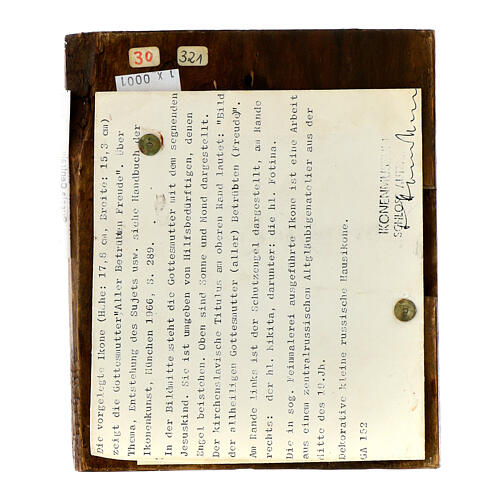 30
321
1 X 0001
Die vorgelegte Ikone (Höhe: 17,8 cm, Breite: 15,3 cm)
zeigt die Gottesmutter"Aller Betrübten Freude". Über
Thema, Entstehung des Sujets usw. siehe Handbuch der
Ikonenkunst, München 1966, S. 289.
In der Bildmitte steht die Gottesmutter mit dem segnenden
Jesuskind. Sie ist umgeben von Hilfsbedürftigen, denen
Engel beistehen. Oben sind Sonne und Mond dargestellt.
Der kirchenslavische Titulus am oberen Rand lautet: "Bild
der allheiligen Gottesmutter (aller) Betrübten (Freude)".
Am Rande links ist der Schutzengel dargestellt, am Rande
rechts: der hl. Nikita, darunter: die hl. Fotina.
Die in sog. Feinmalerei ausgeführte Ikone ist eine Arbeit
aus einem zentralrussischen Altgläubigenatelier aus der
Mitte des 19.Jh.
Dekorative kleine russische Hausikone.
GA 152
IKONENMUSEUM
SCHLOSS AUT